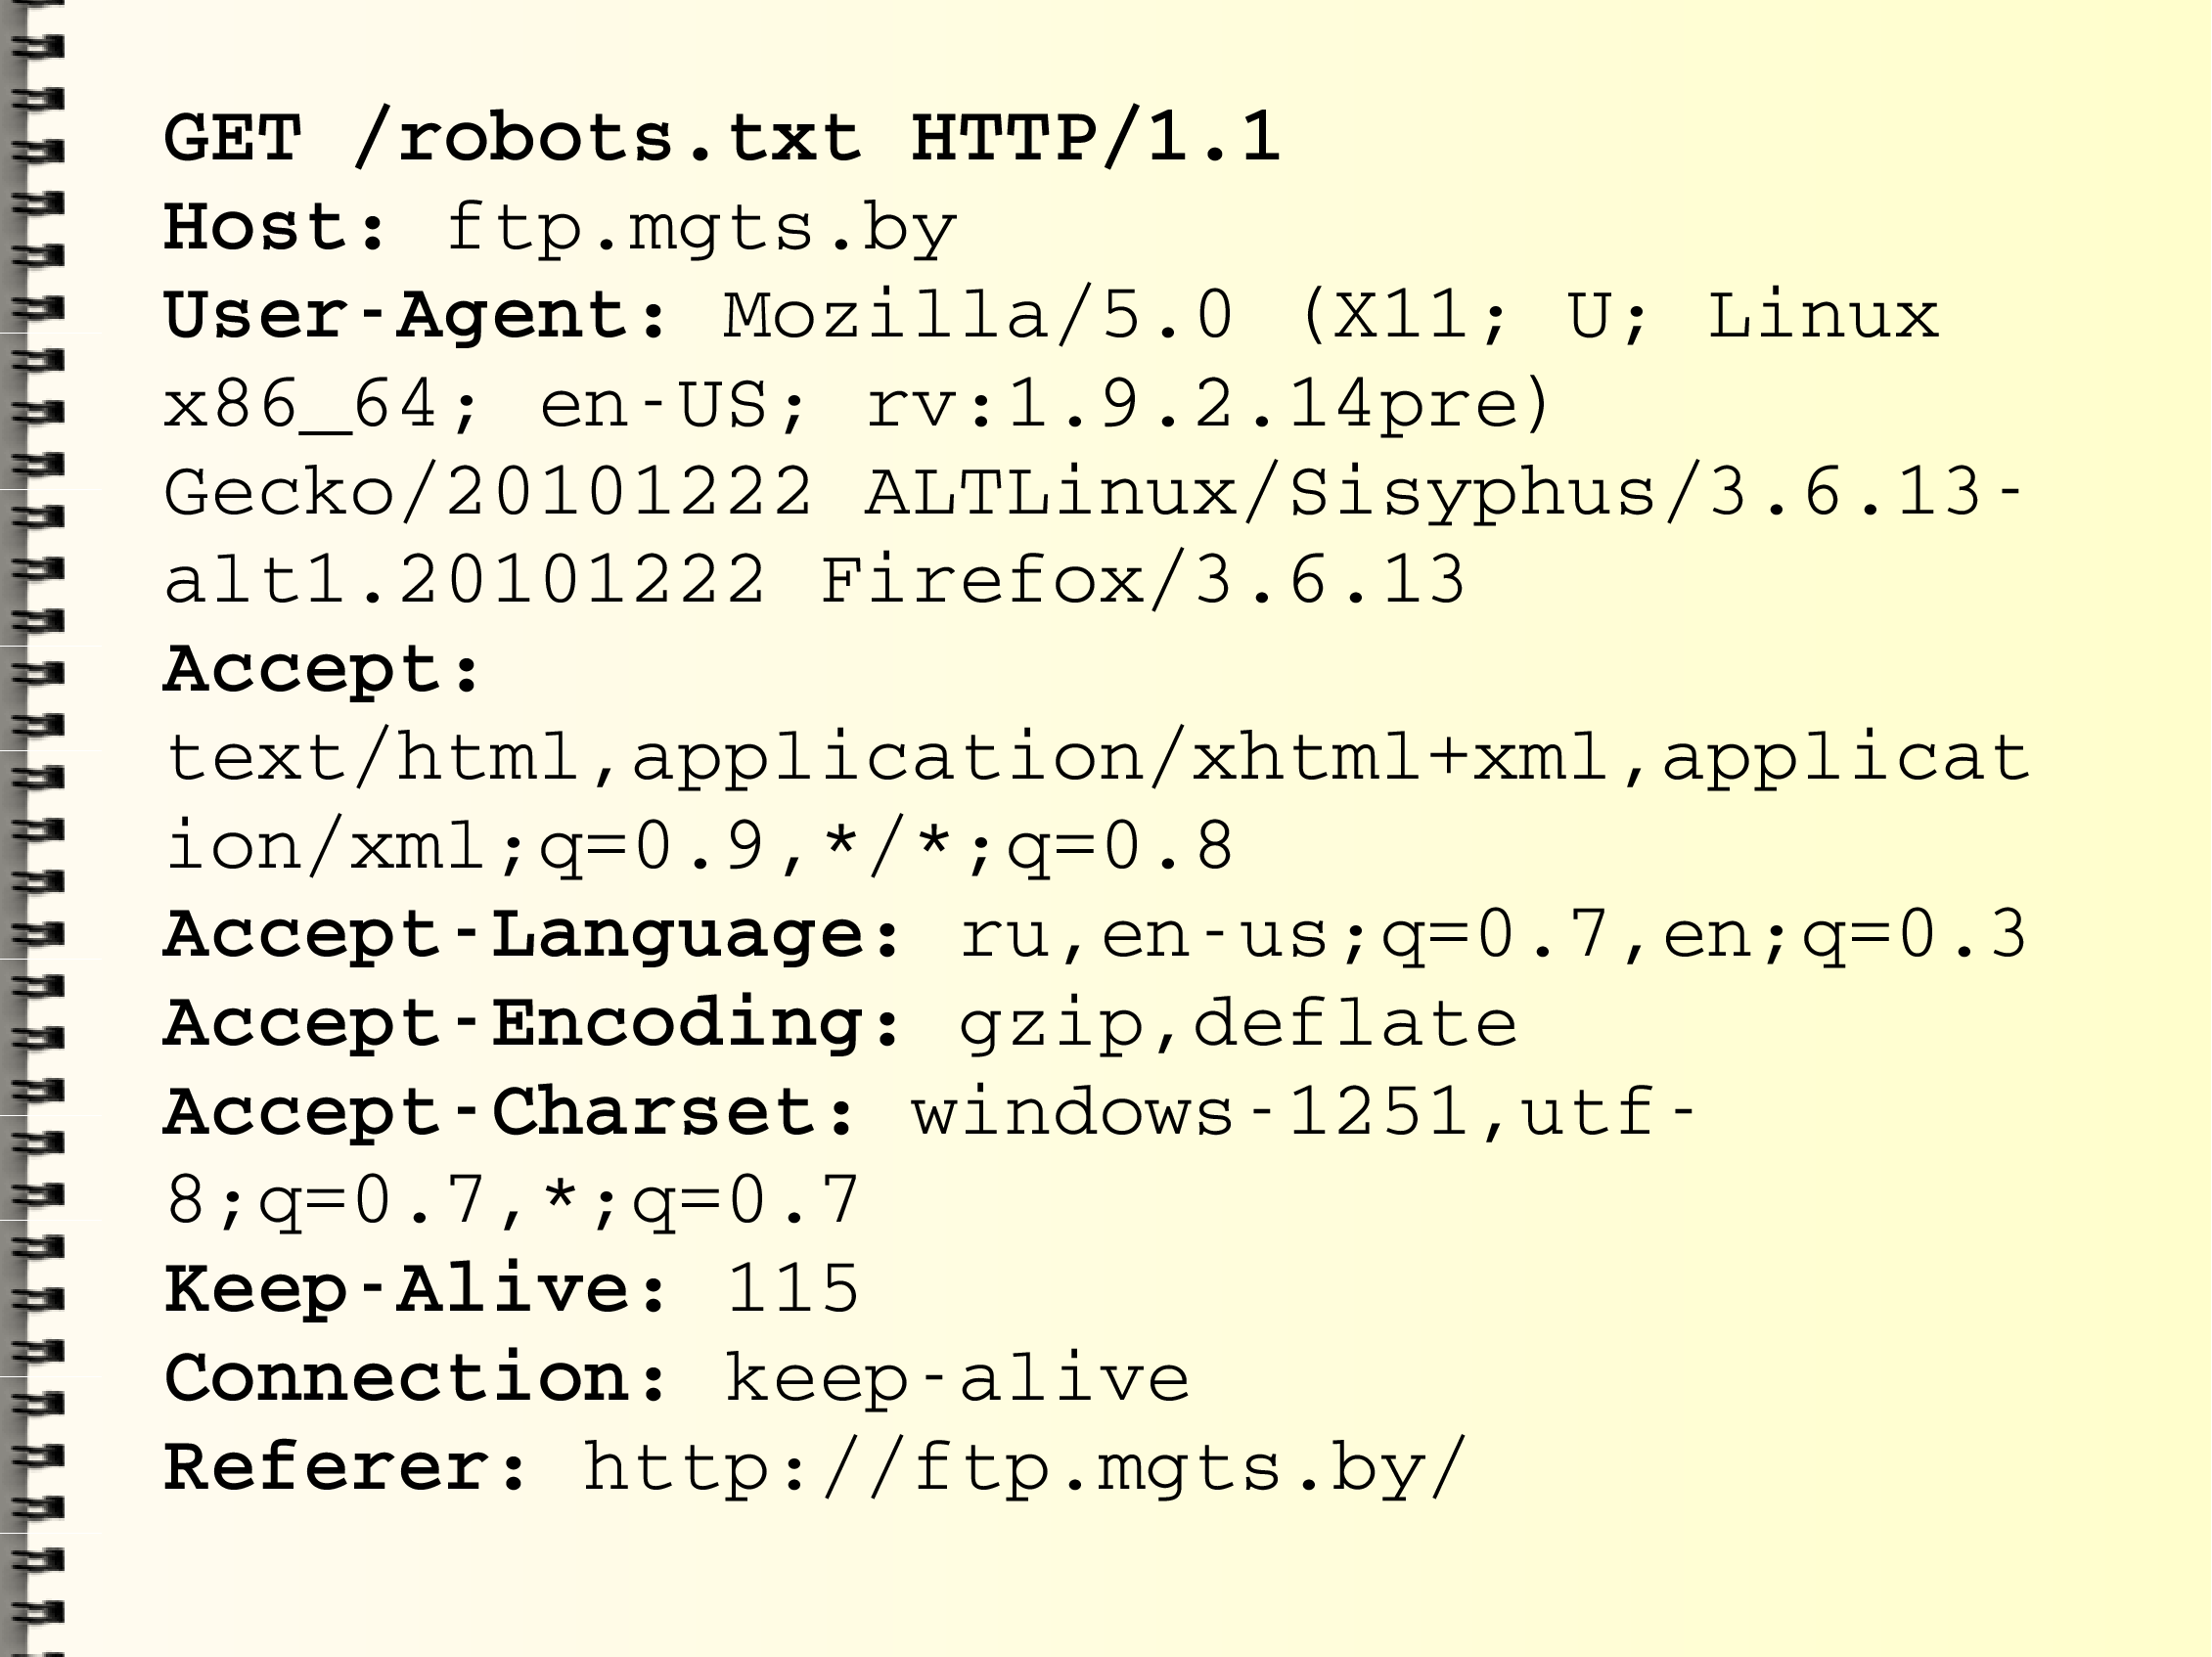 GET /robots.txt HTTP/1.1
Host: ftp.mgts.by
User-Agent: Mozilla/5.0 (X11; U; Linux
x86_64; en-US; rv:1.9.2.14pre)
Gecko/20101222 ALTLinux/Sisyphus/3.6.13-
alt1.20101222 Firefox/3.6.13
Accept:
text/html,application/xhtml+xml,applicat
ion/xml;q=0.9,*/*;q=0.8
Accept-Language: ru,en-us;q=0.7,en;q=0.3
Accept-Encoding: gzip,deflate
Accept-Charset: windows-1251,utf-
8;q=0.7,*;q=0.7
Keep-Alive: 115
Connection: keep-alive
Referer: http://ftp.mgts.by/